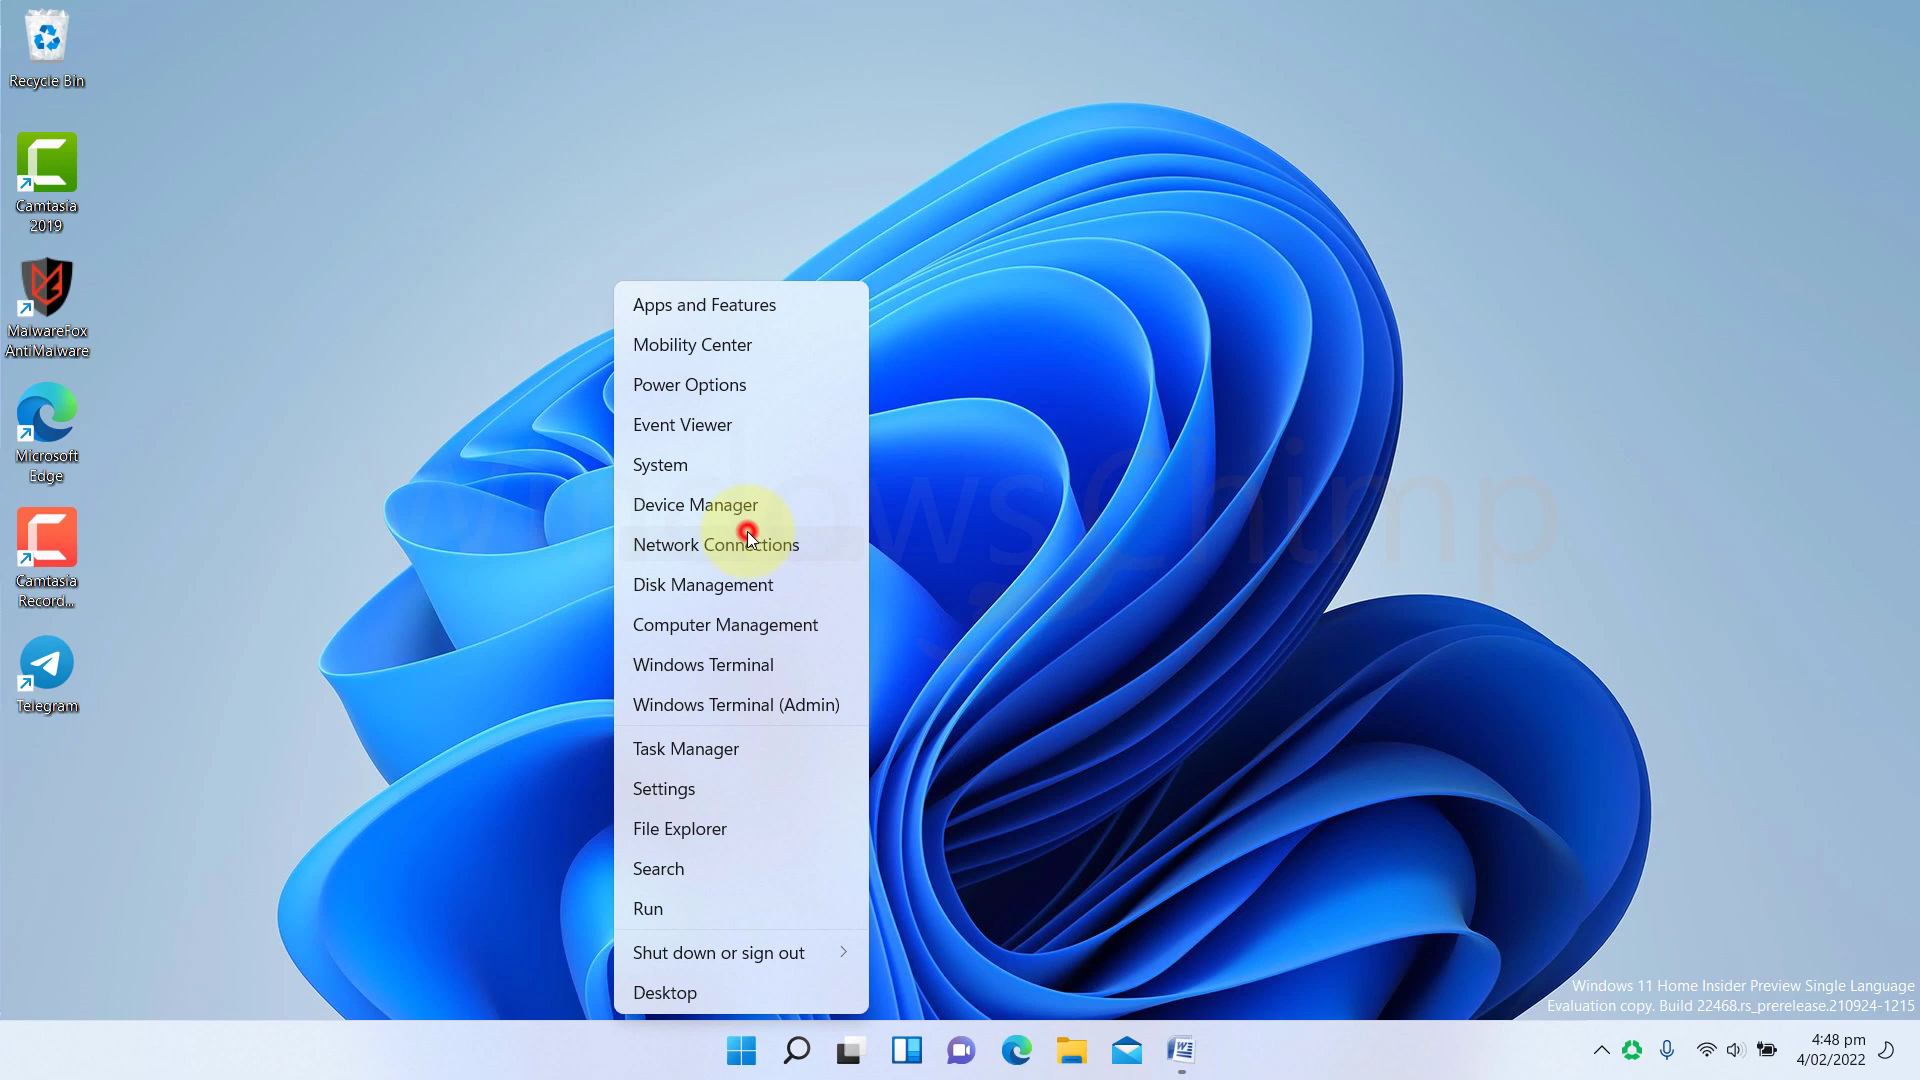 Recycle Bin
Camtasia
2019
MalwareFox
AntiMalware
Microsoft
Edge
Camtasia
Record...
Telegram
Apps and Features
Mobility Center
Power Options
Event Viewer
System
Device Manager
Network Connections
Disk Management
Computer Management
Windows Terminal
Windows Terminal (Admin)
Task Manager
Settings
File Explorer
Search
Run
Shut down or sign out
Desktop
WindowsChimp
Windows 11 Home Insider Preview Single Language
Evaluation copy. Build 22468.rs_prerelease.210924-1215
4:48 pm
4/02/2022